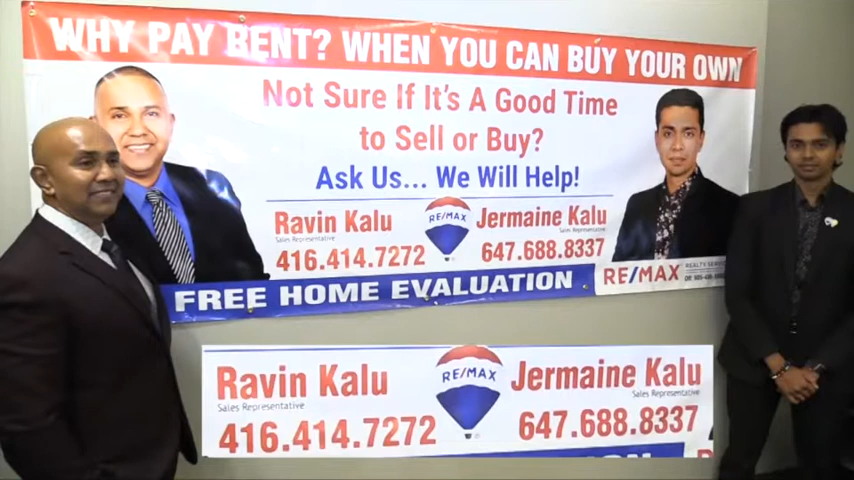 WHY PAY RENT? WHEN YOU CAN BUY YOUR OWN
Not Sure If It's A Good Time
to Sell or Buy?
Ask Us... We Will Help!
Ravin Kalu
Sales Representative
416.414.7272
RE/MAX
Jermaine Kalu
Sales Representative
647.688.8337
FREE HOME EVALUATION
RE/MAX
Ravin Kalu
Sales Representative
416.414.7272
RE/MAX
Jermaine Kalu
Sales Representative
647.688.8337